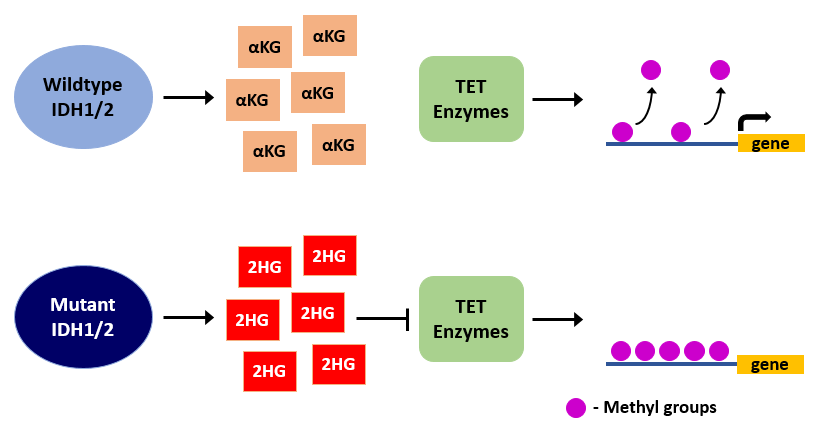 Wildtype
IDH1/2
αKG
αKG
αKG
αKG
αKG
αKG
TET
Enzymes
gene
Mutant
IDH1/2
2HG
2HG
2HG
2HG
2HG
2HG
TET
Enzymes
gene
- Methyl groups